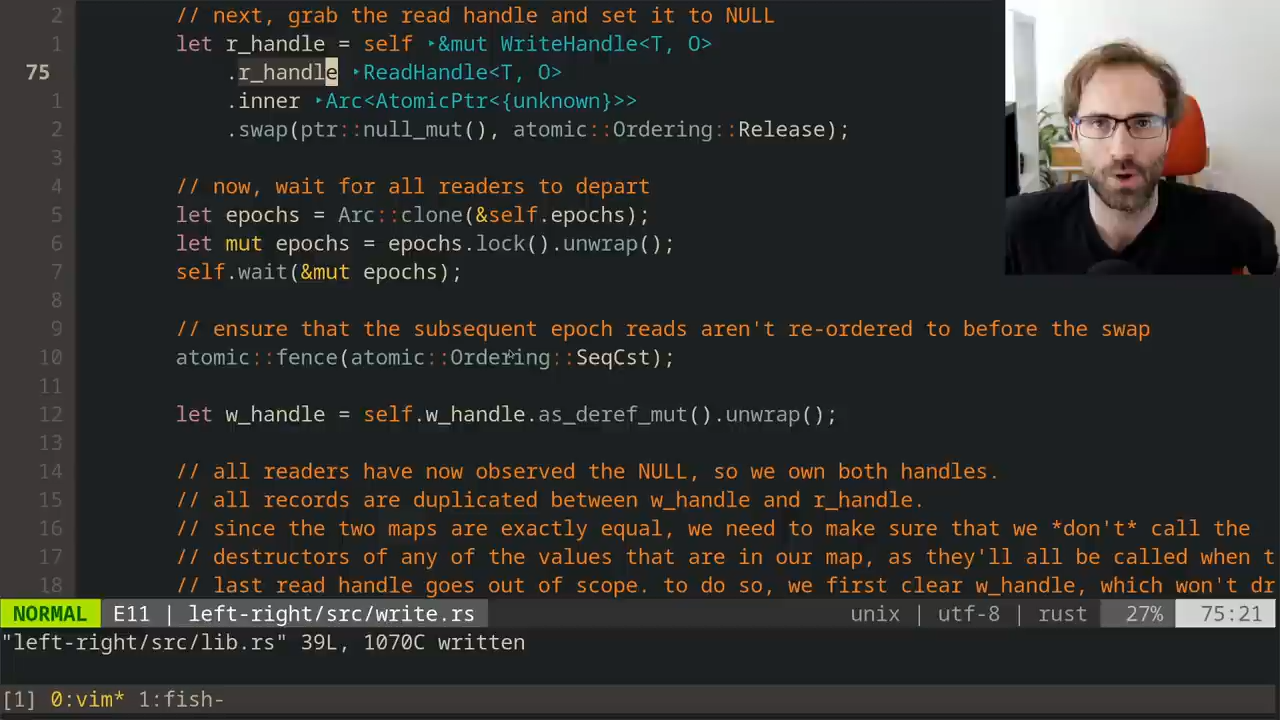 2 // next, grab the read handle and set it to NULL
1 let r_handle = self ‣&mut WriteHandle<T, O>
75 .r_handle ‣ReadHandle<T, O>
1 .inner ‣Arc<AtomicPtr<{unknown}>>
2 .swap(ptr::null_mut(), atomic::Ordering::Release);
3
4 // now, wait for all readers to depart
5 let epochs = Arc::clone(&self.epochs);
6 let mut epochs = epochs.lock().unwrap();
7 self.wait(&mut epochs);
8
9 // ensure that the subsequent epoch reads aren't re-ordered to before the swap
10 atomic::fence(atomic::Ordering::SeqCst);
11
12 let w_handle = self.w_handle.as_deref_mut().unwrap();
13
14 // all readers have now observed the NULL, so we own both handles.
15 // all records are duplicated between w_handle and r_handle.
16 // since the two maps are exactly equal, we need to make sure that we *don't* call the
17 // destructors of any of the values that are in our map, as they'll all be called when t
18 // last read handle goes out of scope. to do so, we first clear w_handle, which won't dr
NORMAL E11 | left-right/src/write.rs unix | utf-8 | rust 27% 75:21
"left-right/src/lib.rs" 39L, 1070C written
[1] 0:vim* 1:fish-